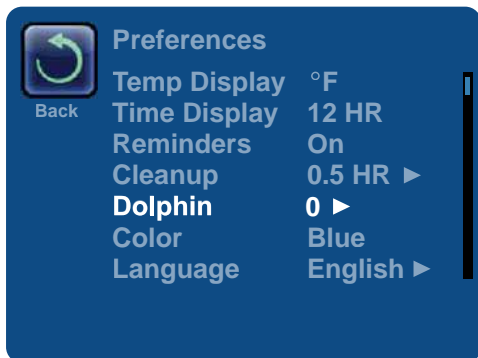 Preferences
Temp Display °F
Back
Time Display 12 HR
Reminders On
Cleanup 0.5 HR ►
Dolphin 0 ►
Color Blue
Language English ►